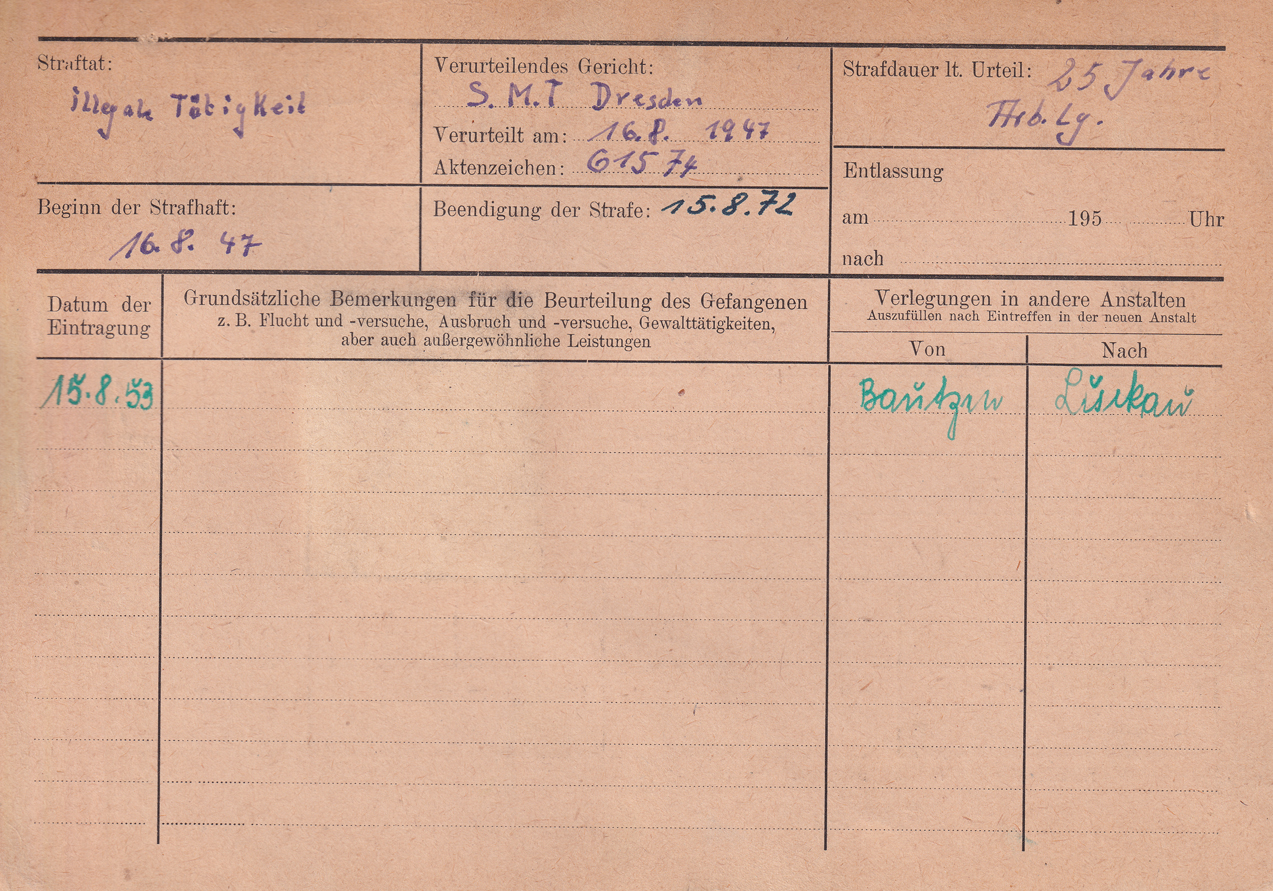 Straftat:
illegale Tätigkeit
Verurteilendes Gericht:
S.M.T Dresden
Verurteilt am: 16.8. 1947
Aktenzeichen: 61574
Strafdauer lt. Urteil: 25 Jahre
Arb.Lg.
Beginn der Strafhaft:
16.8. 47
Beendigung der Strafe: 15.8.72
Entlassung
am 195 Uhr
nach
Datum der
Eintragung
Grundsätzliche Bemerkungen für die Beurteilung des Gefangenen
z. B. Flucht und -versuche, Ausbruch und -versuche, Gewalttätigkeiten,
aber auch außergewöhnliche Leistungen
Verlegungen in andere Anstalten
Auszufüllen nach Eintreffen in der neuen Anstalt
Von Nach
15.8.53 Bautzen